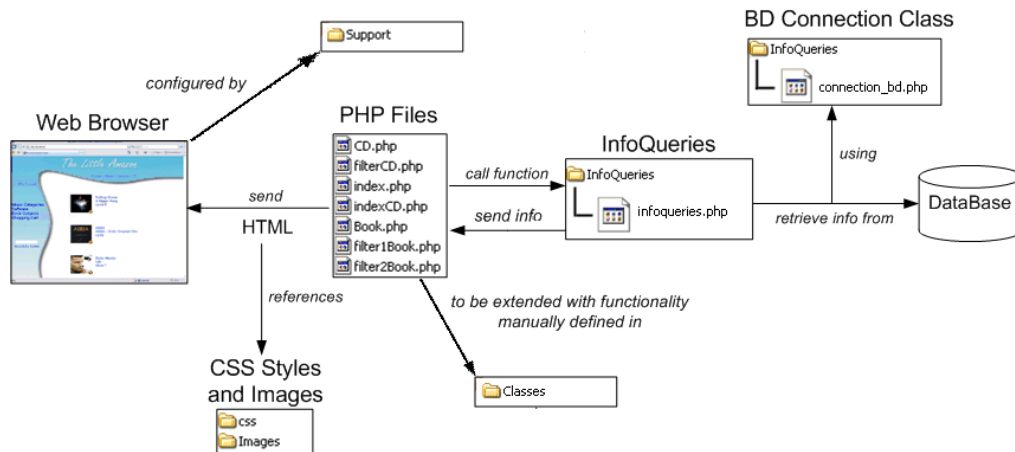 BD Connection Class
InfoQueries
connection_bd.php
Support
configured by
Web Browser
The Little Amazon
PHP Files
CD.php
filterCD.php
index.php
indexCD.php
Book.php
filter1Book.php
filter2Book.php
InfoQueries
InfoQueries
infoqueries.php
call function
send info
using
retrieve info from
DataBase
send
HTML
references
to be extended with functionality
manually defined in
CSS Styles
and Images
css
Images
Classes